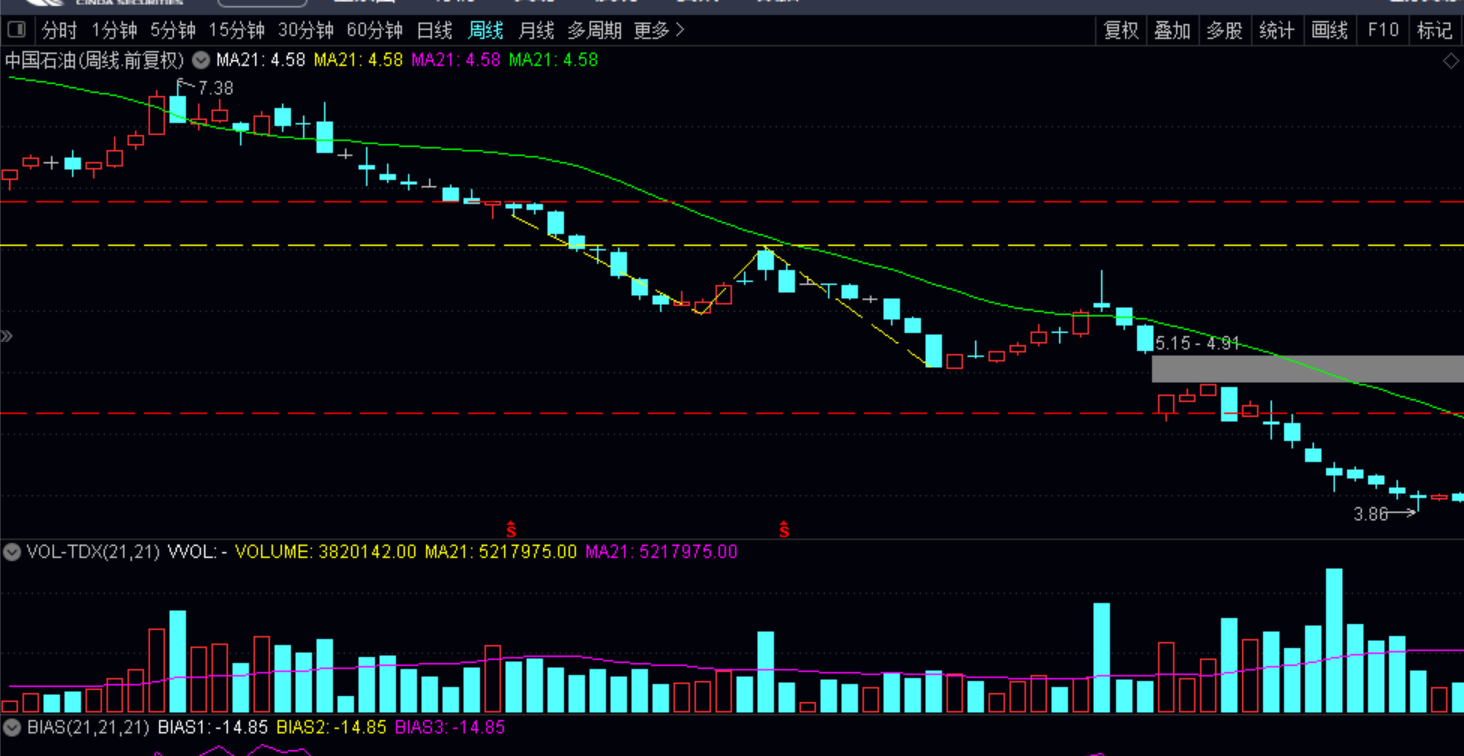 CINDA SECURITIES
分时 1分钟 5分钟 15分钟 30分钟 60分钟 日线 周线 月线 多周期 更多 复权 叠加 多股 统计 画线 F10 标记
中国石油(周线.前复权) MA21: 4.58 MA21: 4.58 MA21: 4.58 MA21: 4.58
7.38
5.15 - 4.91
3.86
S S
VOL-TDX(21,21) VVOL: - VOLUME: 3820142.00 MA21: 5217975.00 MA21: 5217975.00
BIAS(21,21,21) BIAS1: -14.85 BIAS2: -14.85 BIAS3: -14.85